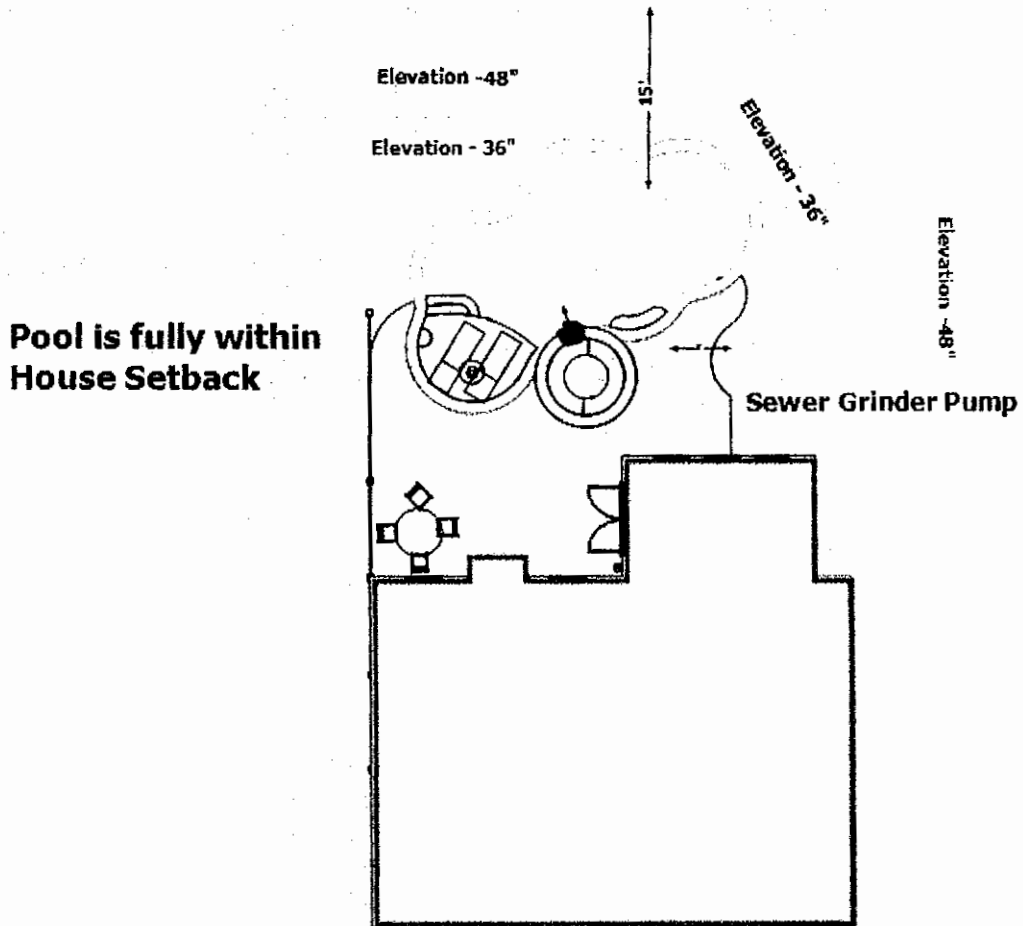 Elevation -48"
15'
Elevation - 36"
Elevation - 36"
Elevation -48"
Pool is fully within
House Setback
Sewer Grinder Pump